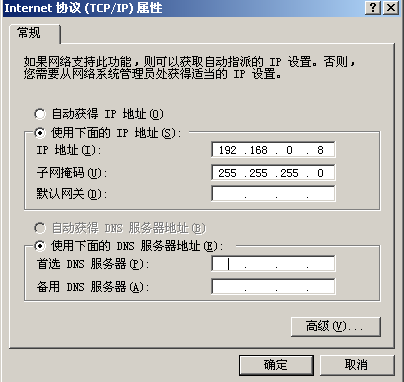 Internet 协议 (TCP/IP) 属性
常规
如果网络支持此功能，则可以获取自动指派的 IP 设置。否则，
您需要从网络系统管理员处获得适当的 IP 设置。
自动获得 IP 地址(O)
使用下面的 IP 地址(S):
IP 地址(I): 192 .168 . 0 . 8
子网掩码(U): 255 .255 .255 . 0
默认网关(D): . . .
自动获得 DNS 服务器地址(B)
使用下面的 DNS 服务器地址(E):
首选 DNS 服务器(P): . . .
备用 DNS 服务器(A): . . .
高级(V)...
确定 取消